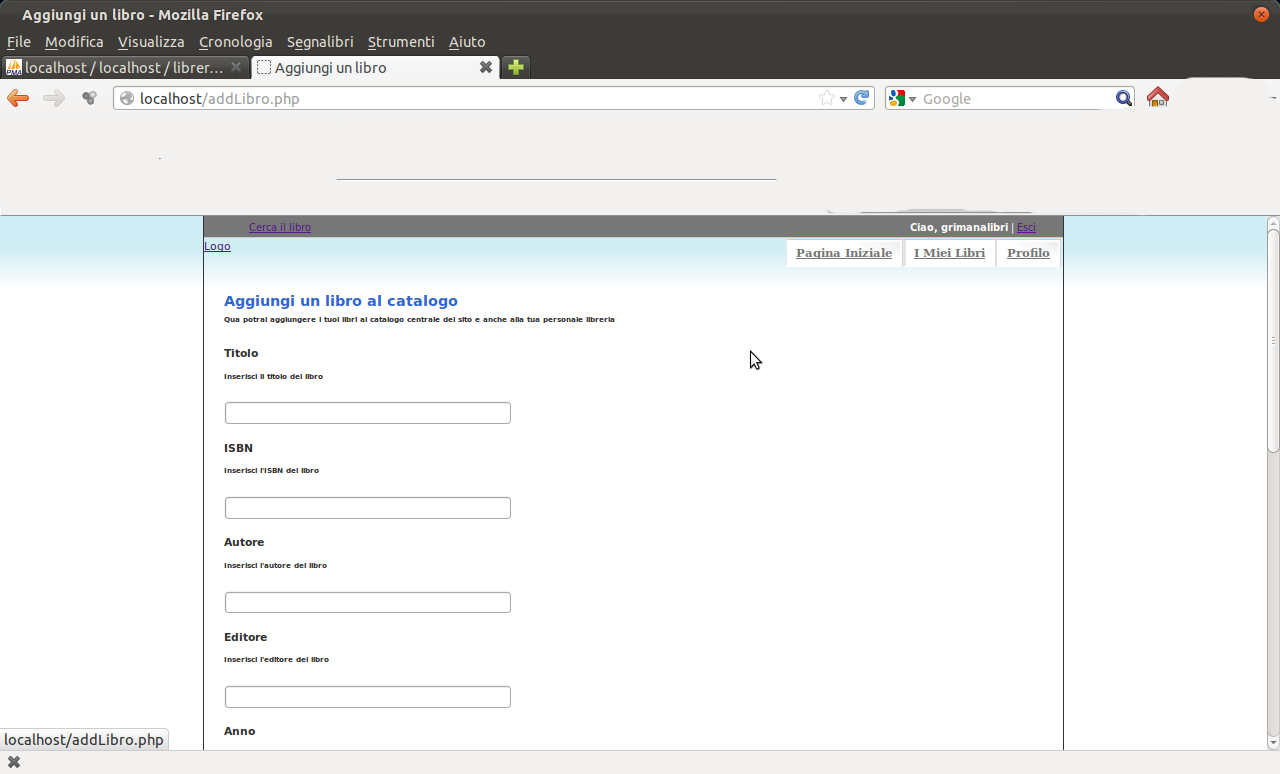 Aggiungi un libro - Mozilla Firefox
File Modifica Visualizza Cronologia Segnalibri Strumenti Aiuto
PMA localhost / localhost / librer... Aggiungi un libro
localhost/addLibro.php Google
Cerca il libro Ciao, grimanalibri | Esci
Logo
Pagina Iniziale I Miei Libri Profilo
Aggiungi un libro al catalogo
Qua potrai aggiungere i tuoi libri al catalogo centrale del sito e anche alla tua personale libreria
Titolo
Inserisci il titolo del libro
ISBN
Inserisci l'ISBN del libro
Autore
Inserisci l'autore del libro
Editore
Inserisci l'editore del libro
Anno
localhost/addLibro.php